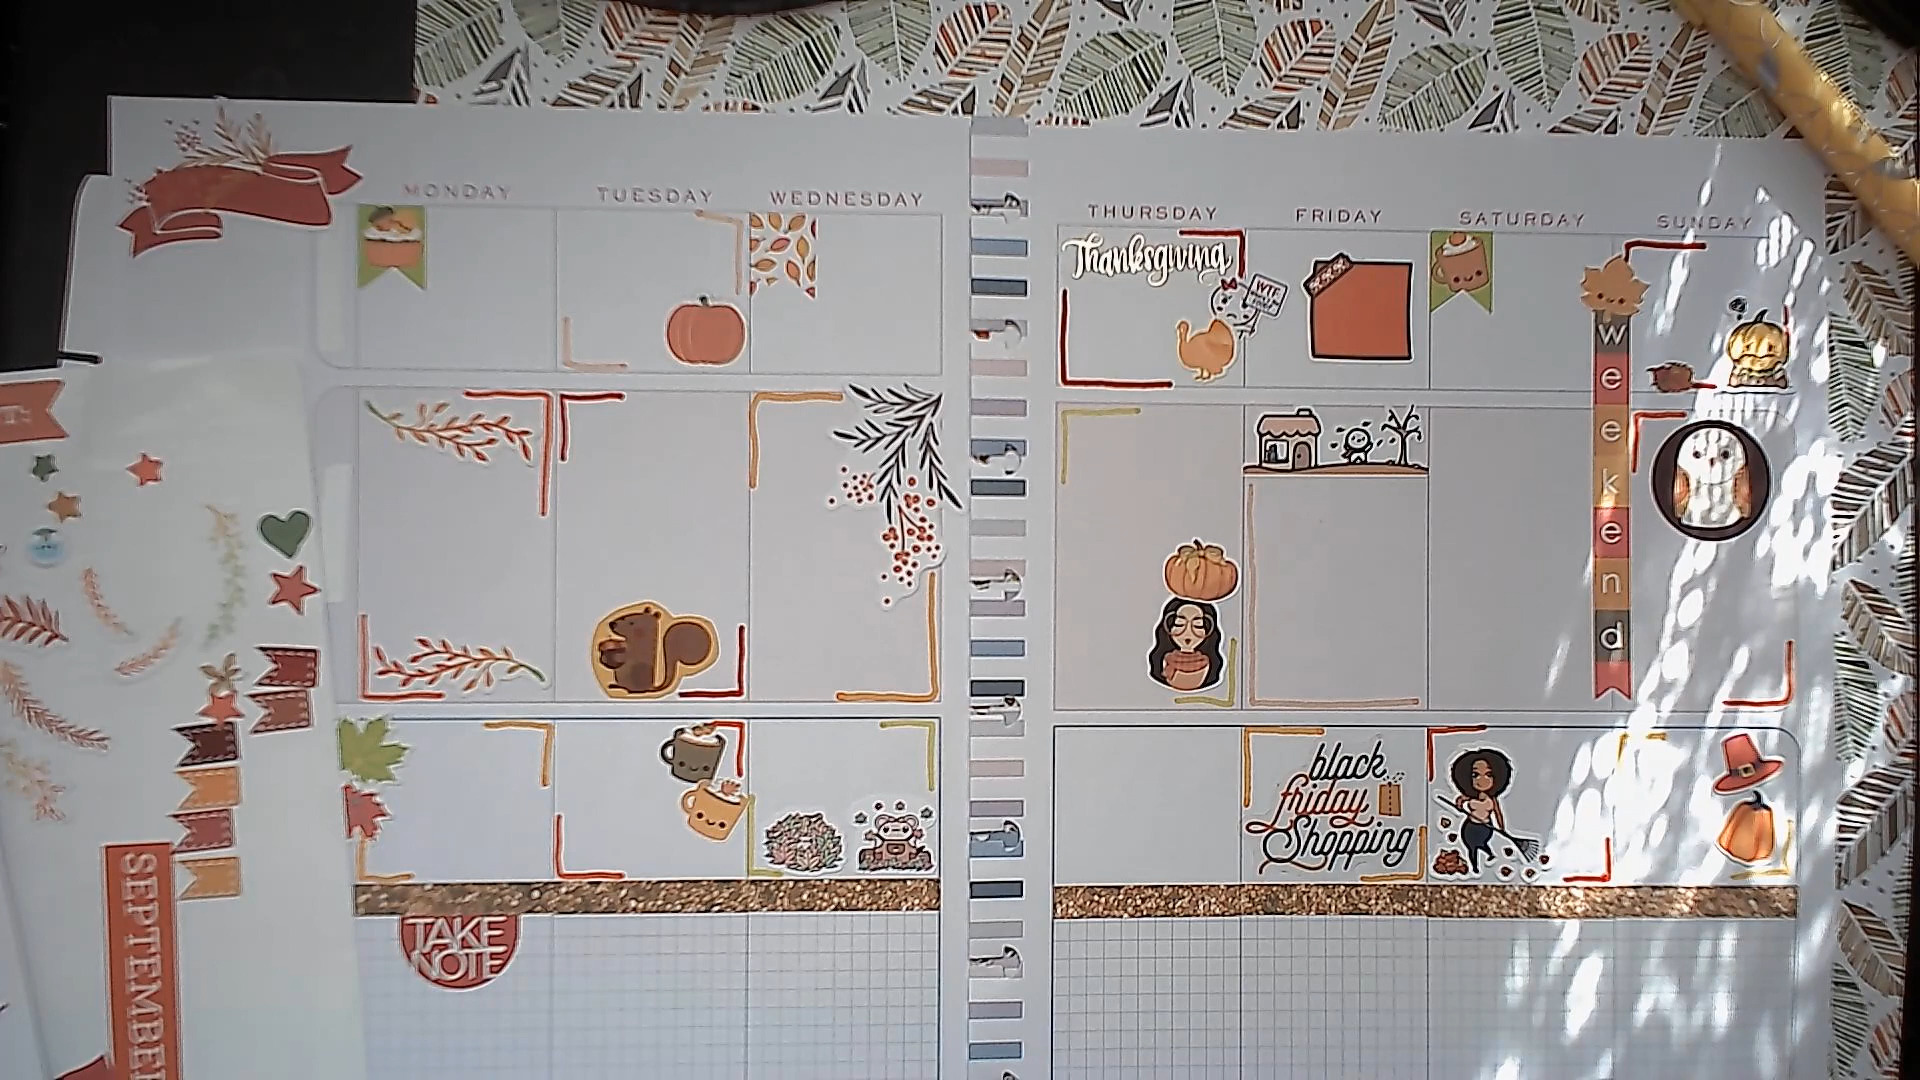 MONDAY
TUESDAY
WEDNESDAY
THURSDAY
FRIDAY
SATURDAY
SUNDAY
Thanksgiving
WTF
weekend
black
friday
Shopping
TAKE
NOTE
SEPTEMBER